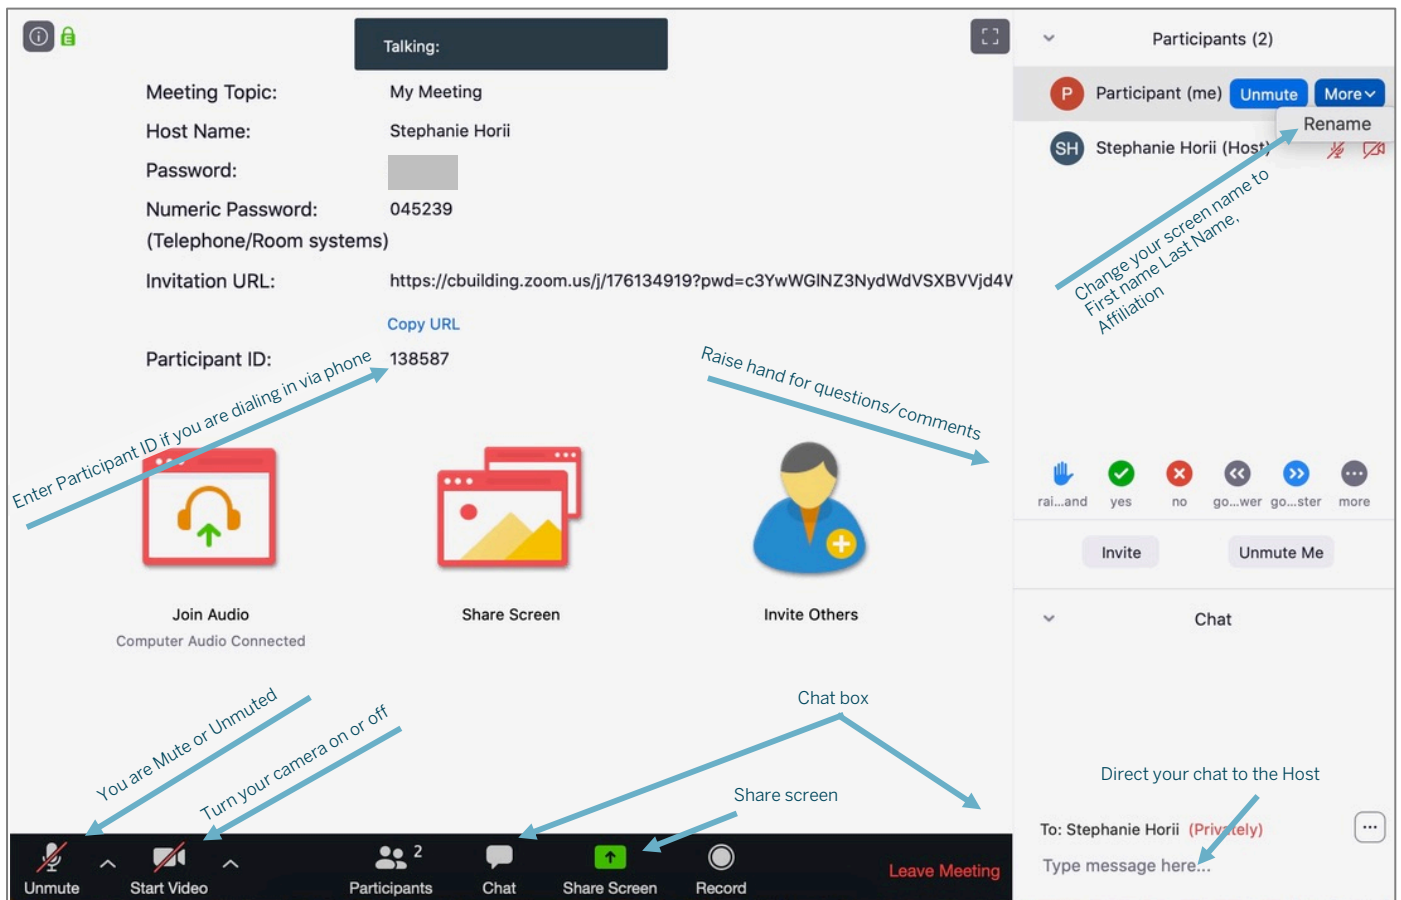 Talking:
Meeting Topic: My Meeting
Host Name: Stephanie Horii
Password:
Numeric Password: 045239
(Telephone/Room systems)
Invitation URL: https://cbuilding.zoom.us/j/176134919?pwd=c3YwWGlNZ3NydWdVSXBVVjd4W
Copy URL
Participant ID: 138587
Enter Participant ID if you are dialing in via phone
Raise hand for questions/comments
Join Audio
Computer Audio Connected
Share Screen
Invite Others
You are Mute or Unmuted
Turn your camera on or off
Chat box
Share screen
Unmute
Start Video
2
Participants
Chat
Share Screen
Record
Leave Meeting
Participants (2)
P Participant (me) Unmute More
Rename
SH Stephanie Horii (Host)
Change your screen name to
First name Last Name,
Affiliation
rai...and yes no go...wer go...ster more
Invite Unmute Me
Chat
Direct your chat to the Host
To: Stephanie Horii (Privately)
Type message here...